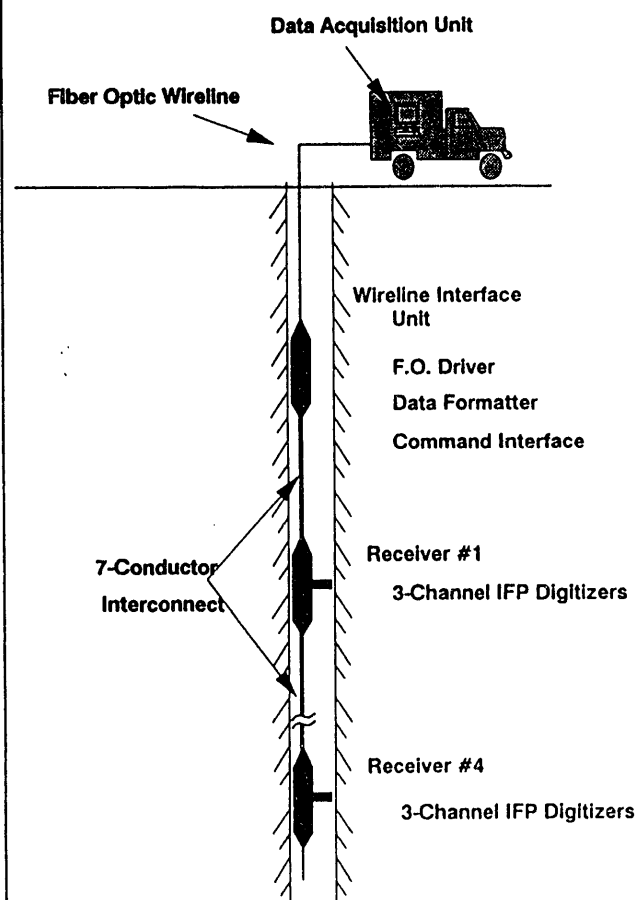 Data Acquisition Unit
Fiber Optic Wireline
Wireline Interface
Unit
F.O. Driver
Data Formatter
Command Interface
7-Conductor
Interconnect
Receiver #1
3-Channel IFP Digitizers
Receiver #4
3-Channel IFP Digitizers